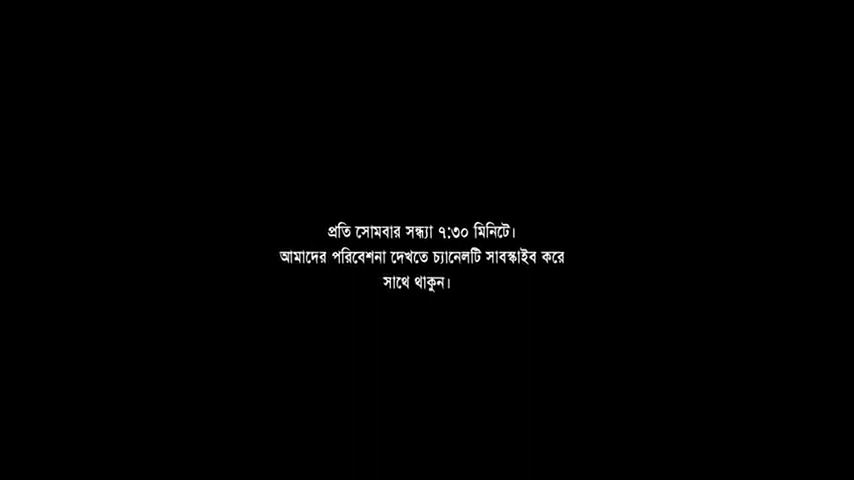 প্রতি সোমবার সন্ধ্যা ৭:৩০ মিনিটে।
আমাদের পরিবেশনা দেখতে চ্যানেলটি সাবস্কাইব করে
সাথে থাকুন।